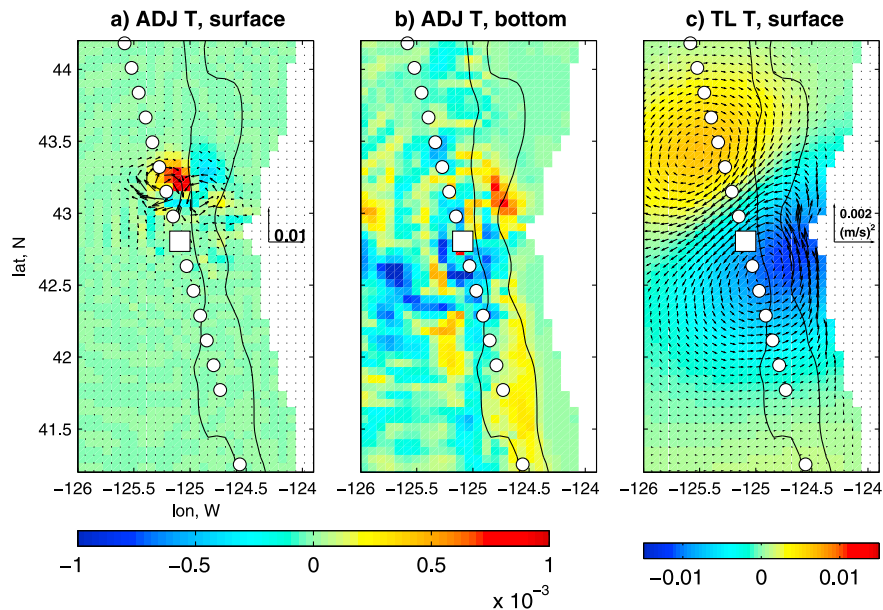 a) ADJ T, surface
b) ADJ T, bottom
c) TL T, surface
44
43.5
43
42.5
42
41.5
lat, N
0.01
0.002
(m/s)²
−126 −125.5 −125 −124.5 −124
−126 −125.5 −125 −124.5 −124
−126 −125.5 −125 −124.5 −124
lon, W
−1 −0.5 0 0.5 1
x 10⁻³
−0.01 0 0.01